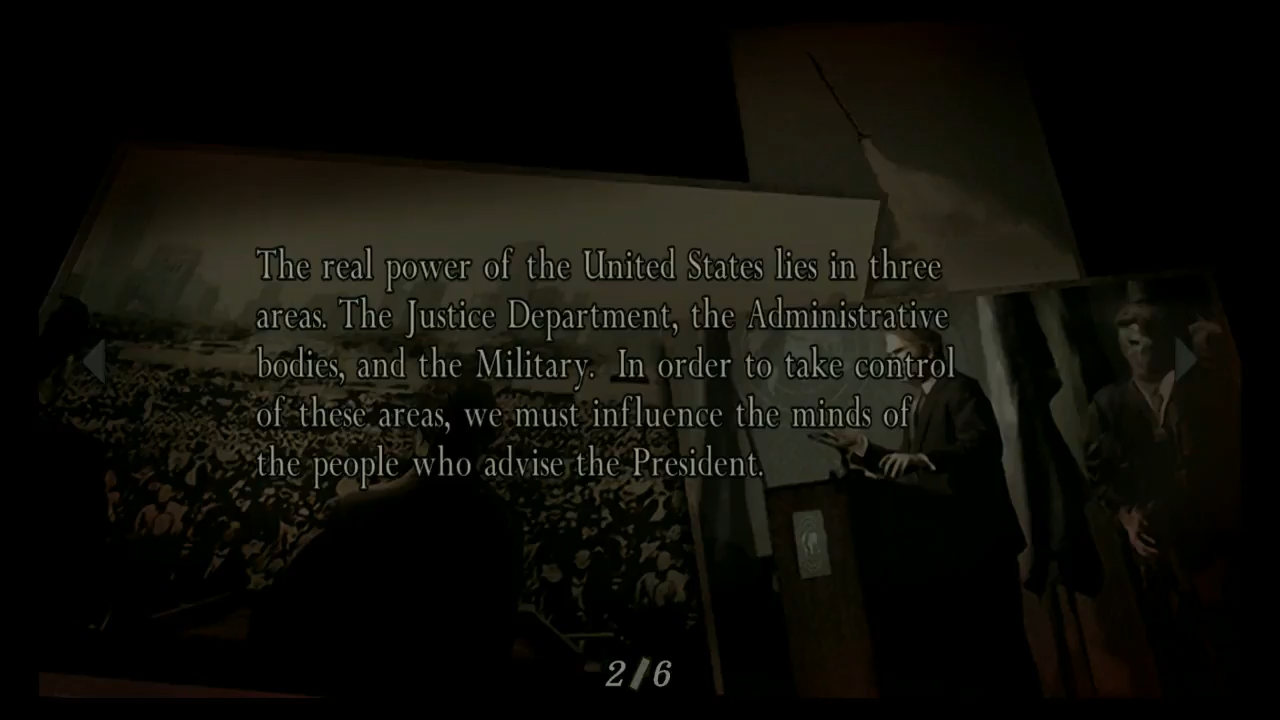 The real power of the United States lies in three
areas. The Justice Department, the Administrative
bodies, and the Military.  In order to take control
of these areas, we must influence the minds of
the people who advise the President.
2/6